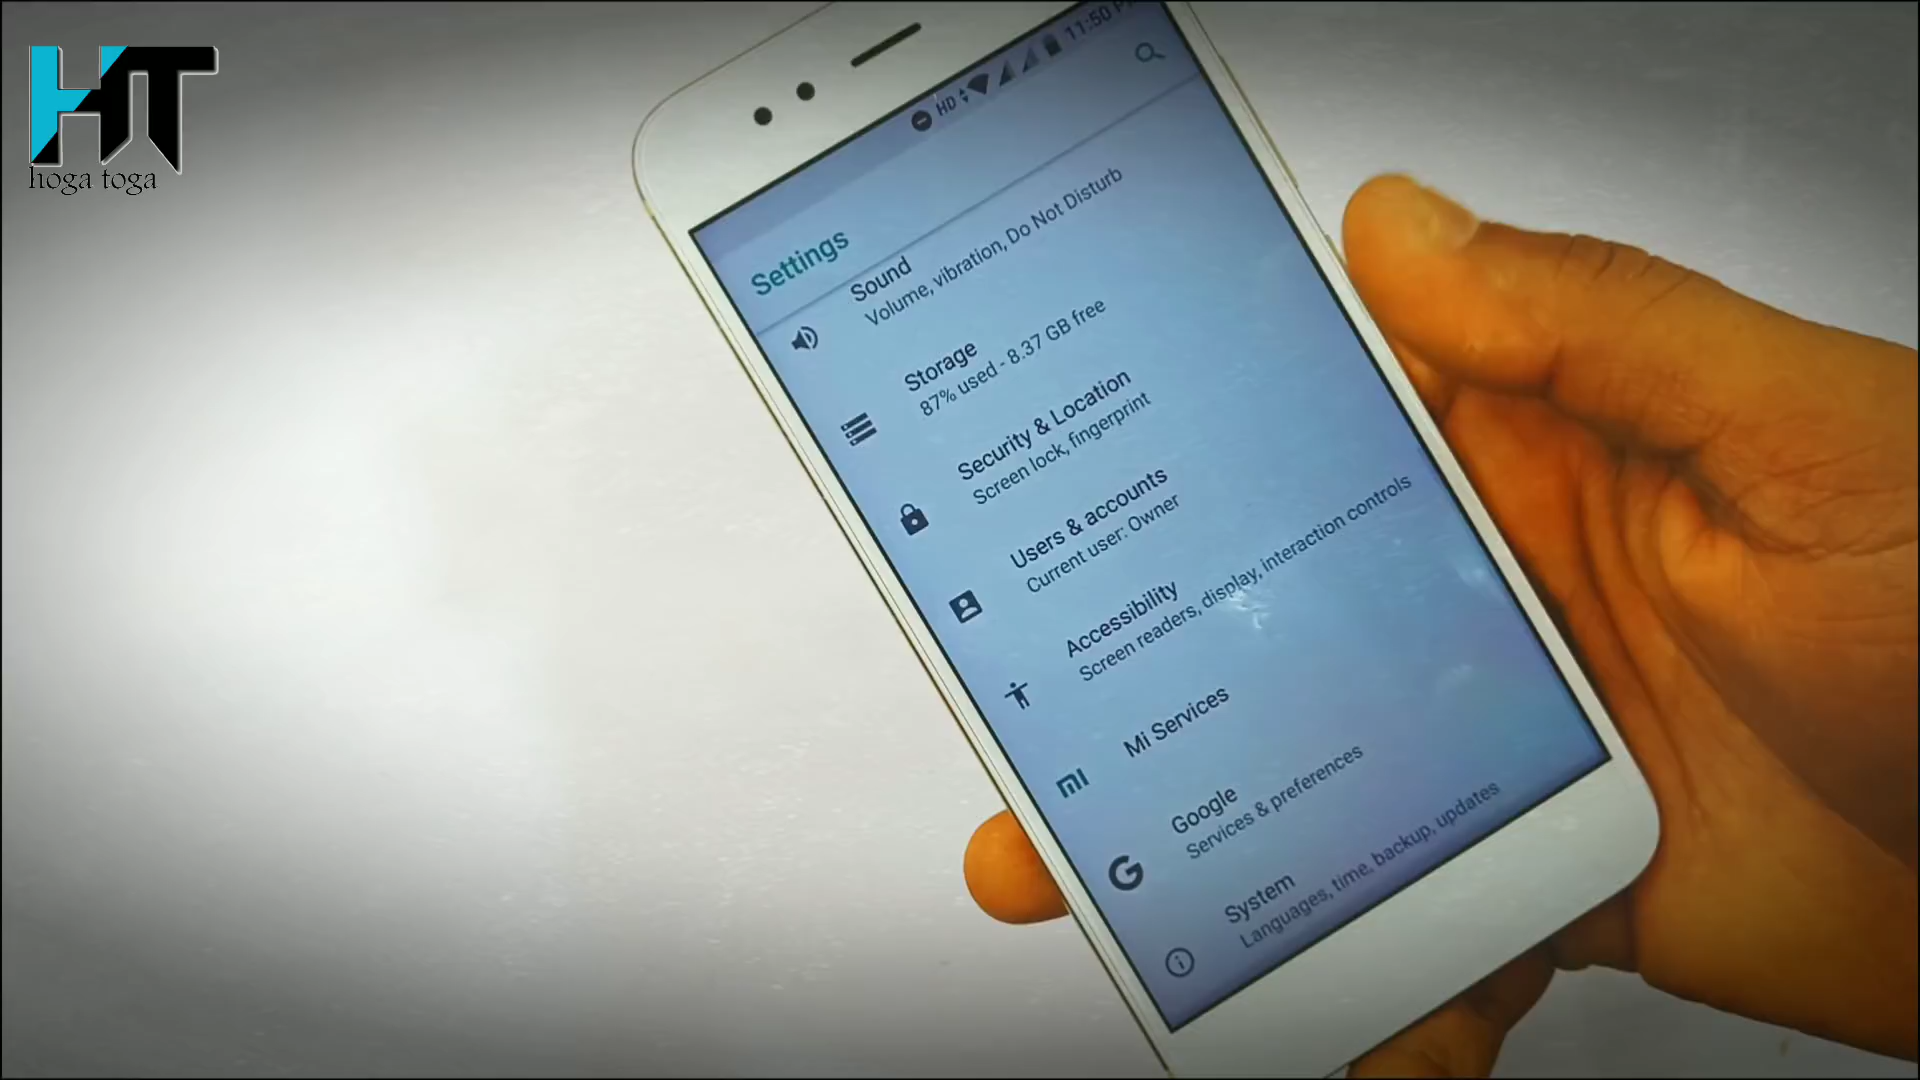 HT
hoga toga
HD 11:50 P
Settings
Sound
Volume, vibration, Do Not Disturb
Storage
87% used - 8.37 GB free
Security & Location
Screen lock, fingerprint
Users & accounts
Current user: Owner
Accessibility
Screen readers, display, interaction controls
MI
Mi Services
G
Google
Services & preferences
System
Languages, time, backup, updates